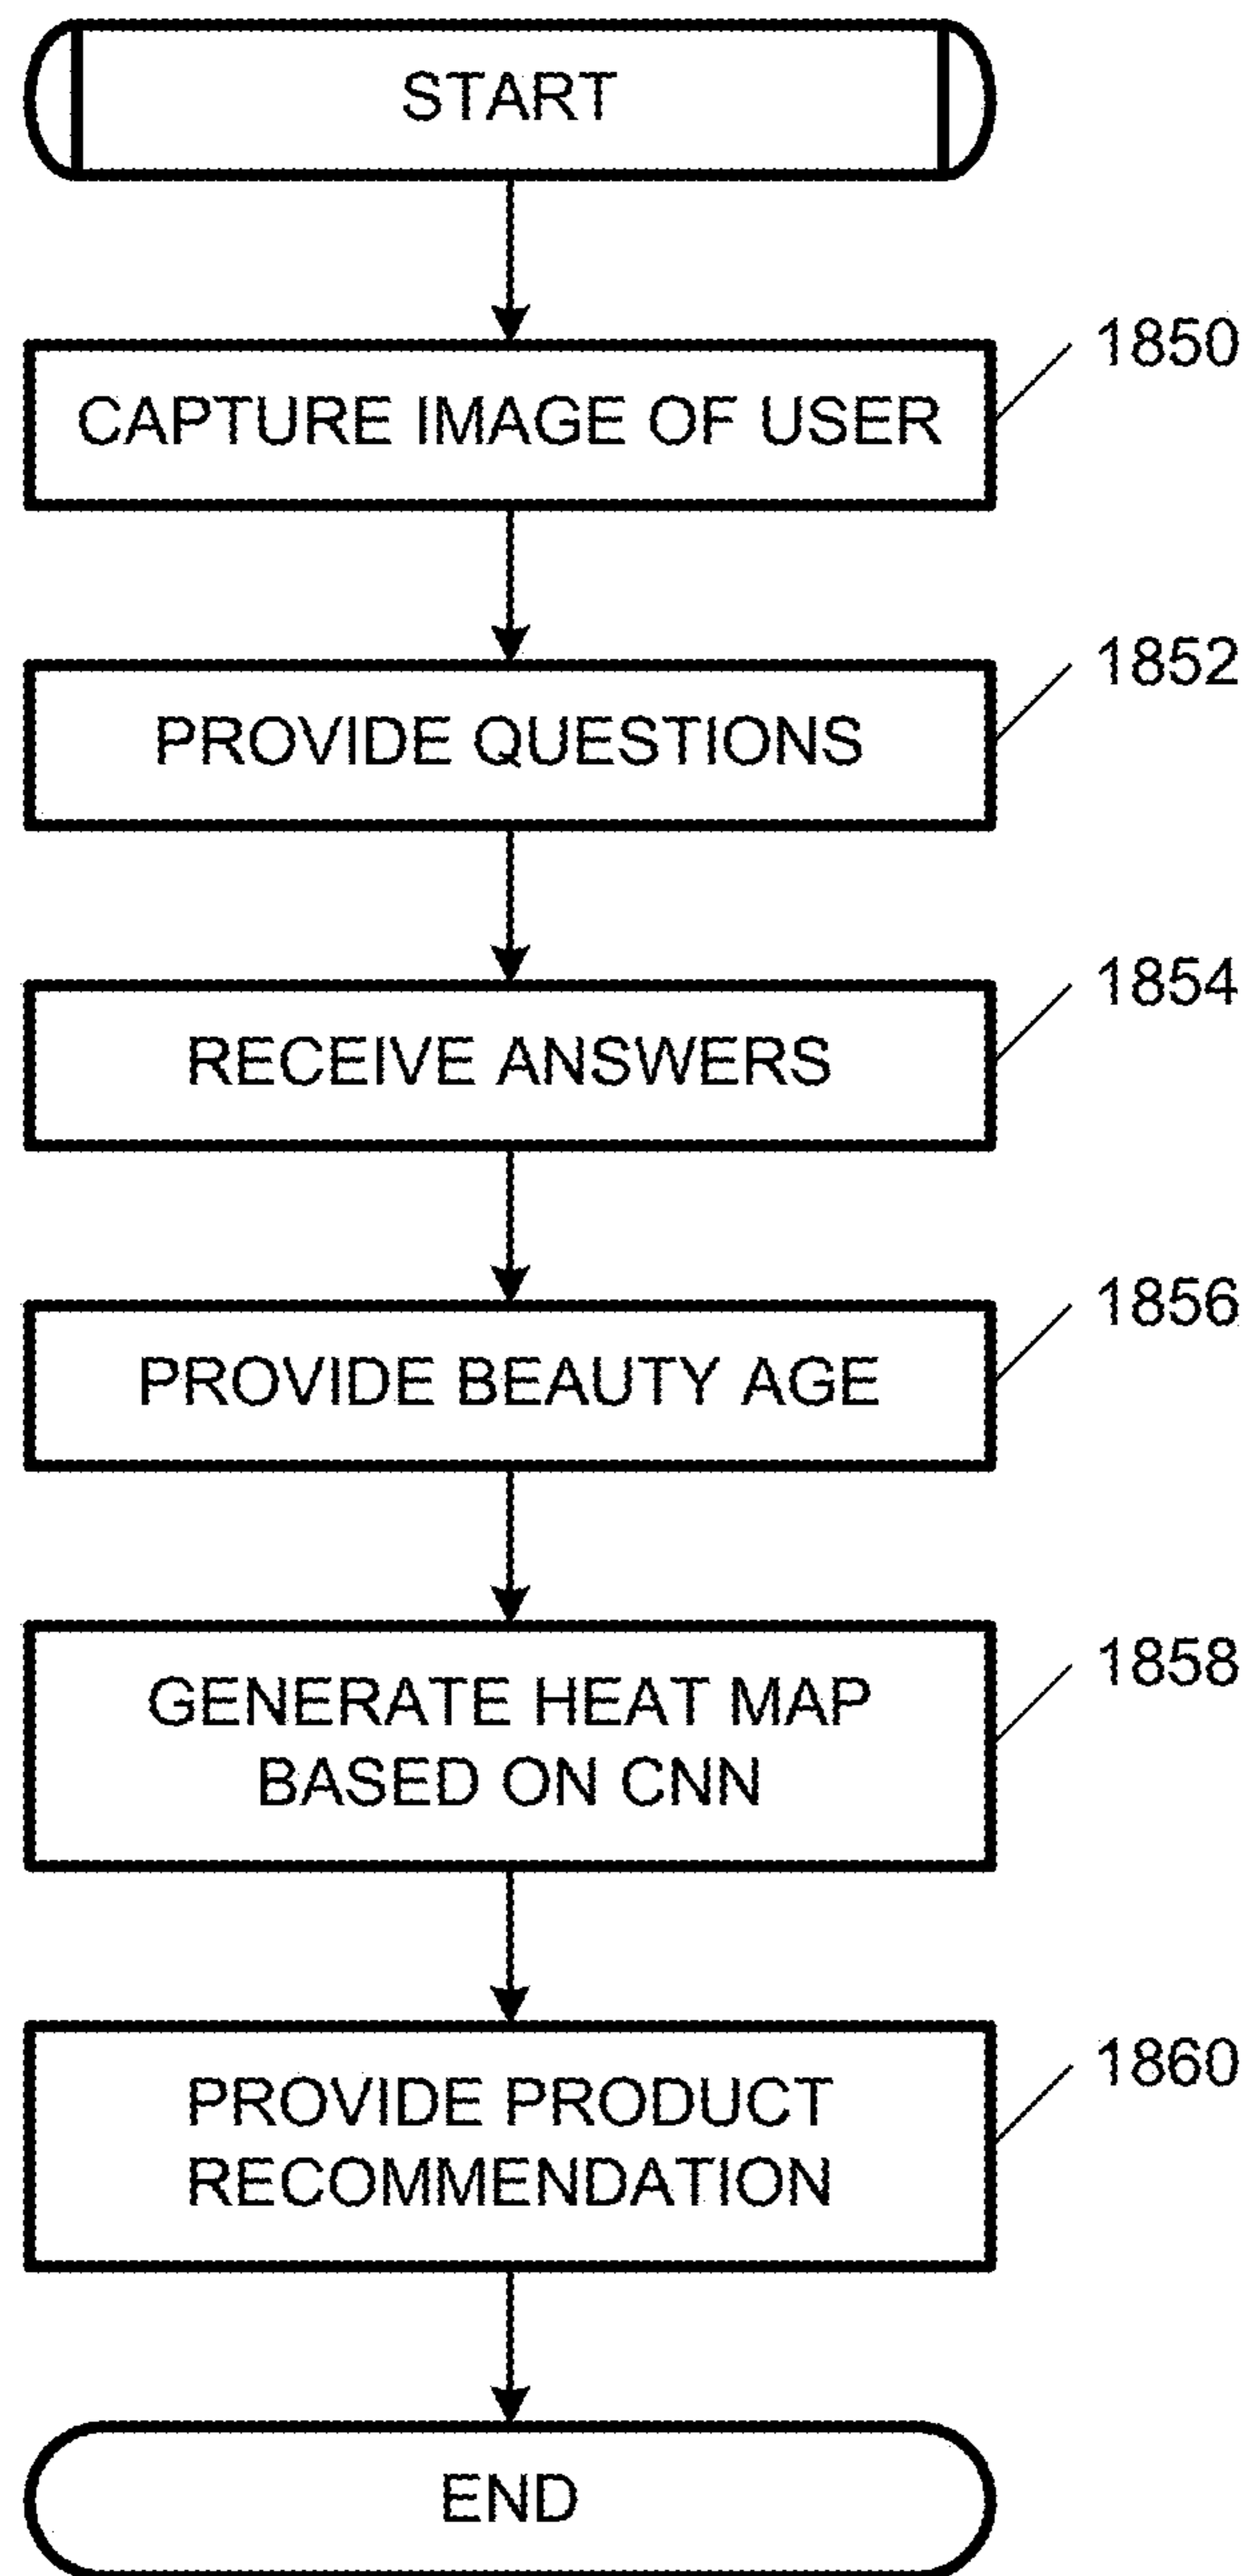 START
1850
CAPTURE IMAGE OF USER
1852
PROVIDE QUESTIONS
1854
RECEIVE ANSWERS
1856
PROVIDE BEAUTY AGE
1858
GENERATE HEAT MAP
BASED ON CNN
1860
PROVIDE PRODUCT
RECOMMENDATION
END